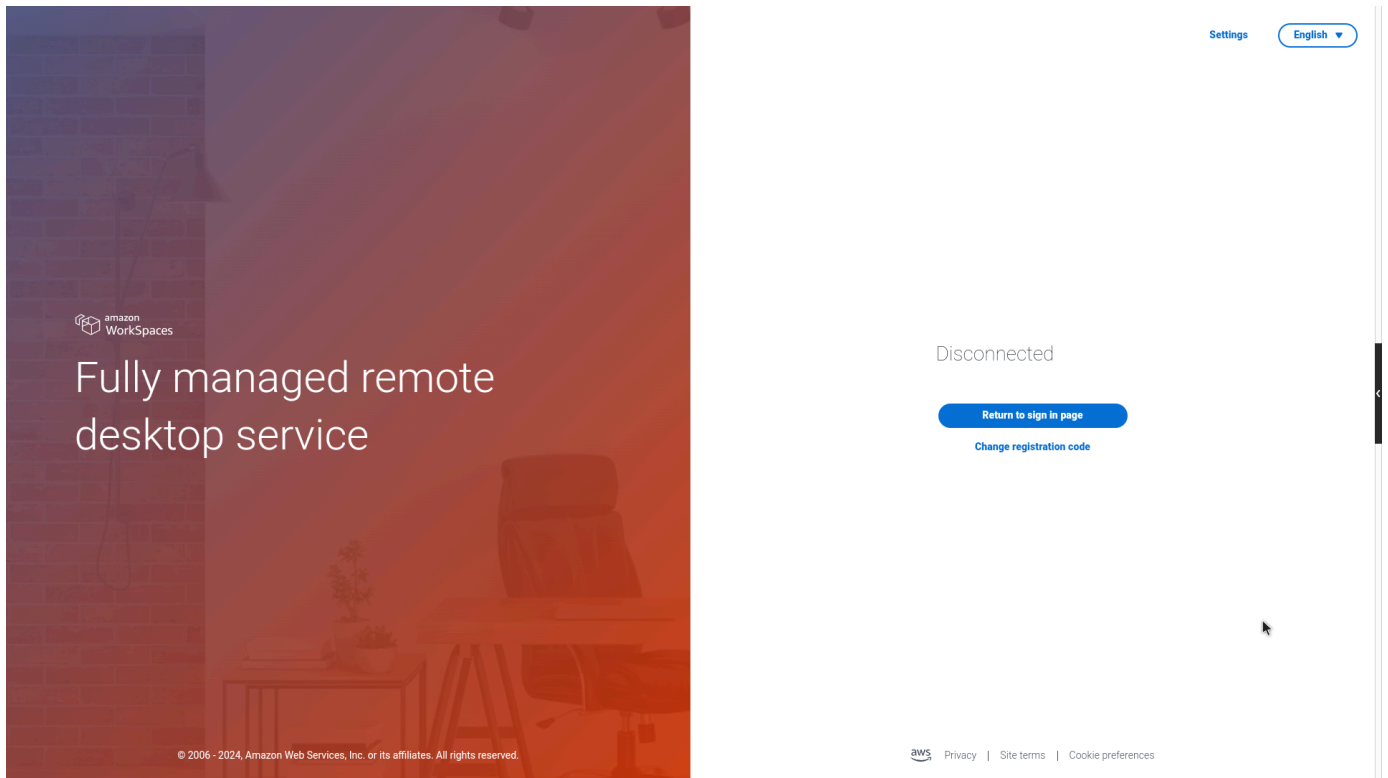 Settings
English
amazon
WorkSpaces
Fully managed remote
desktop service
Disconnected
Return to sign in page
Change registration code
© 2006 - 2024, Amazon Web Services, Inc. or its affiliates. All rights reserved.
aws Privacy | Site terms | Cookie preferences